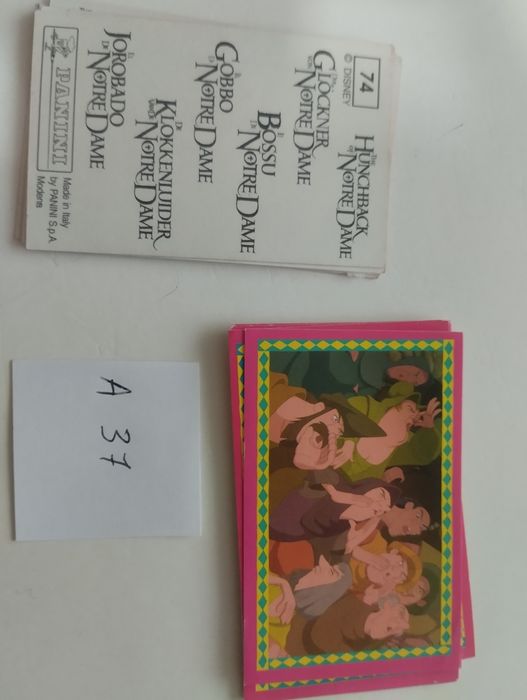 74
© DISNEY
THE
HUNCHBACK
OF
NOTRE DAME
DER
GLÖCKNER
VON
NOTRE DAME
LE
BOSSU
DE
NOTRE DAME
IL
GOBBO
DI
NOTRE DAME
DE
KLOKKENLUIDER
VAN DE
NOTRE DAME
EL
JOROBADO
DE
NOTRE DAME
PANINI
Made in Italy
by PANINI S.p.A.
Modena
A 37